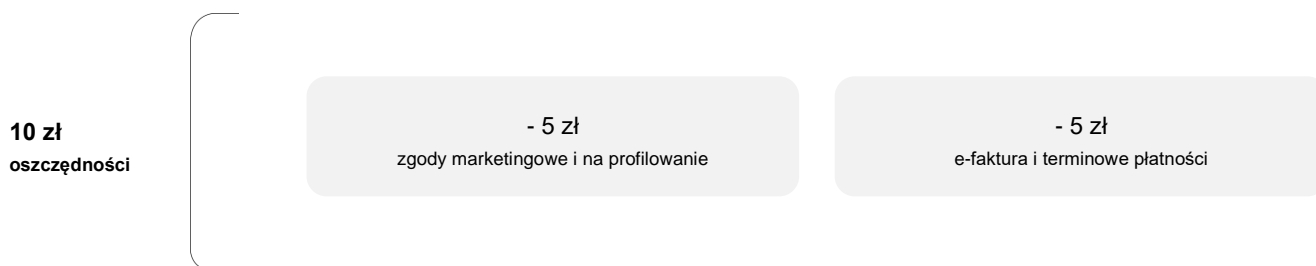 10 zł
oszczędności
- 5 zł
zgody marketingowe i na profilowanie
- 5 zł
e-faktura i terminowe płatności